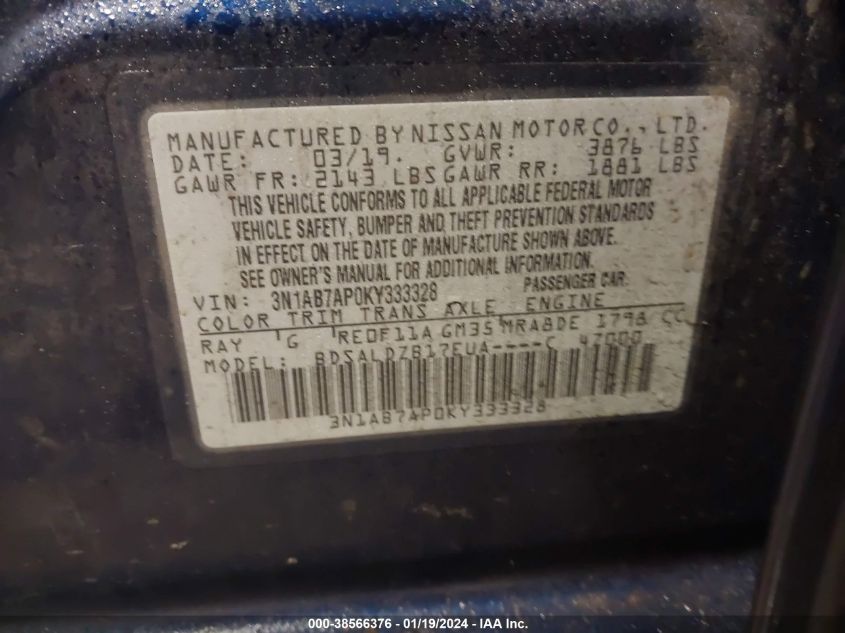 MANUFACTURED BY NISSAN MOTOR CO., LTD.
DATE: 03/19. GVWR: 3876 LBS
GAWR FR: 2143 LBS GAWR RR: 1881 LBS
THIS VEHICLE CONFORMS TO ALL APPLICABLE FEDERAL MOTOR
VEHICLE SAFETY, BUMPER AND THEFT PREVENTION STANDARDS
IN EFFECT ON THE DATE OF MANUFACTURE SHOWN ABOVE.
SEE OWNER'S MANUAL FOR ADDITIONAL INFORMATION.
VIN: 3N1AB7AP0KY333328 PASSENGER CAR
COLOR TRIM TRANS AXLE ENGINE
RAY 'G 'RE0F11A GM35 'MRA8DE 1798 CC
MODEL: BDSALDZB17EUA----C 47000
3N1AB7AP0KY333328
000-38566376 - 01/19/2024 - IAA Inc.